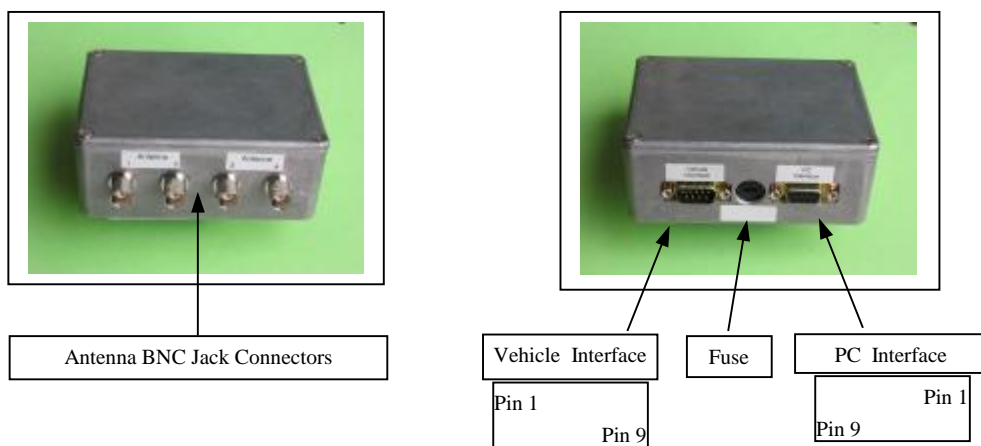 Antenna BNC Jack Connectors
Vehicle Interface
Fuse
PC Interface
Pin 1
Pin 9
Pin 1
Pin 9